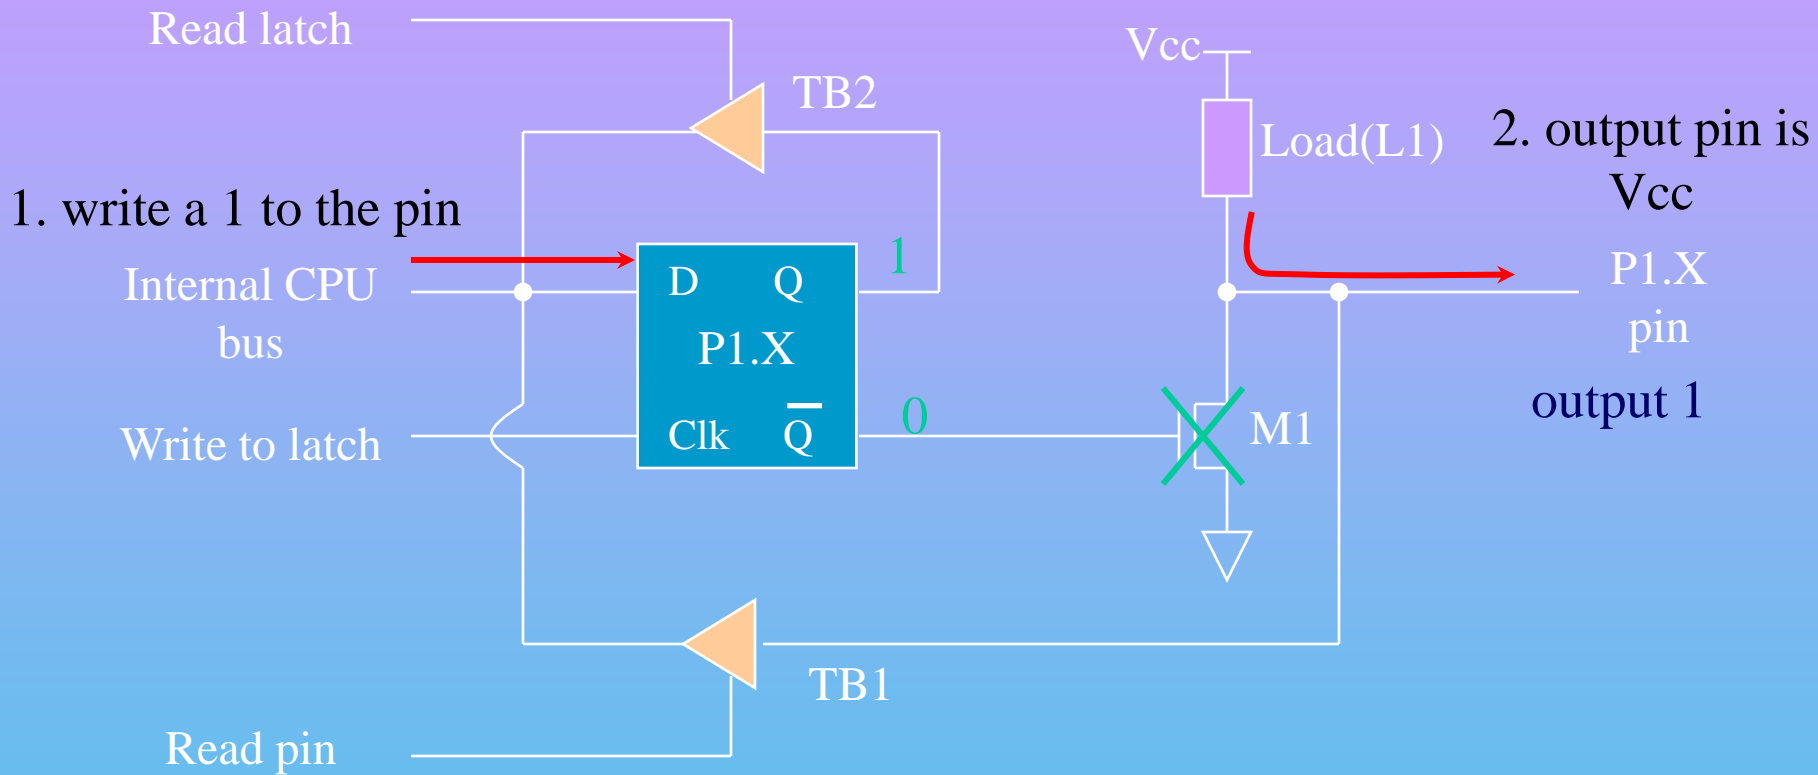 Read latch
Vcc
TB2
Load(L1)
2. output pin is
Vcc
1. write a 1 to the pin
Internal CPU
bus
D Q
1
P1.X
pin
P1.X
output 1
Write to latch
Clk Q̅
0
M1
TB1
Read pin